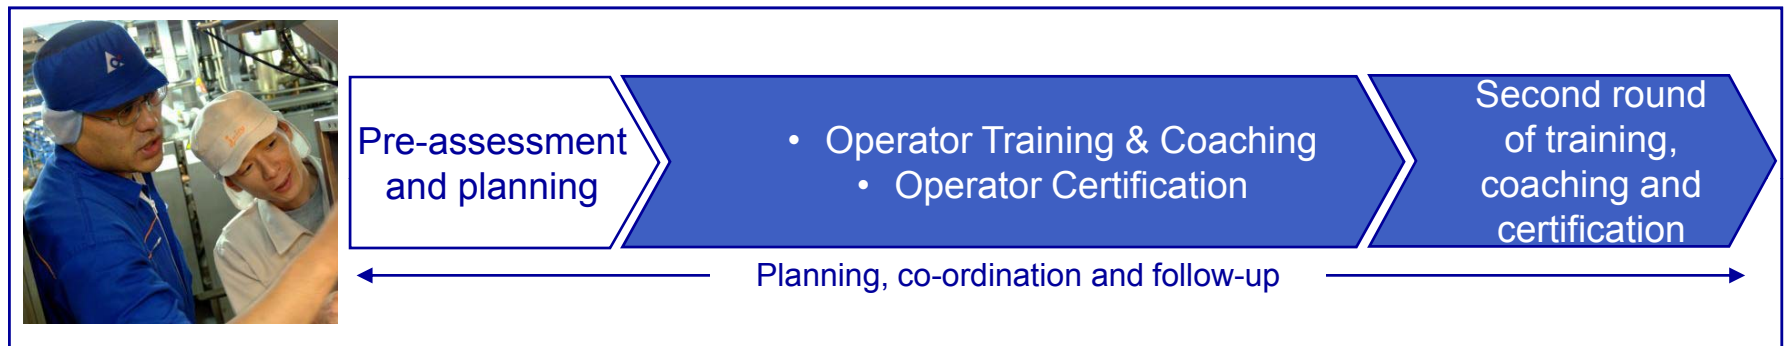 Pre-assessment
and planning
• Operator Training & Coaching
• Operator Certification
Second round
of training,
coaching and
certification
Planning, co-ordination and follow-up